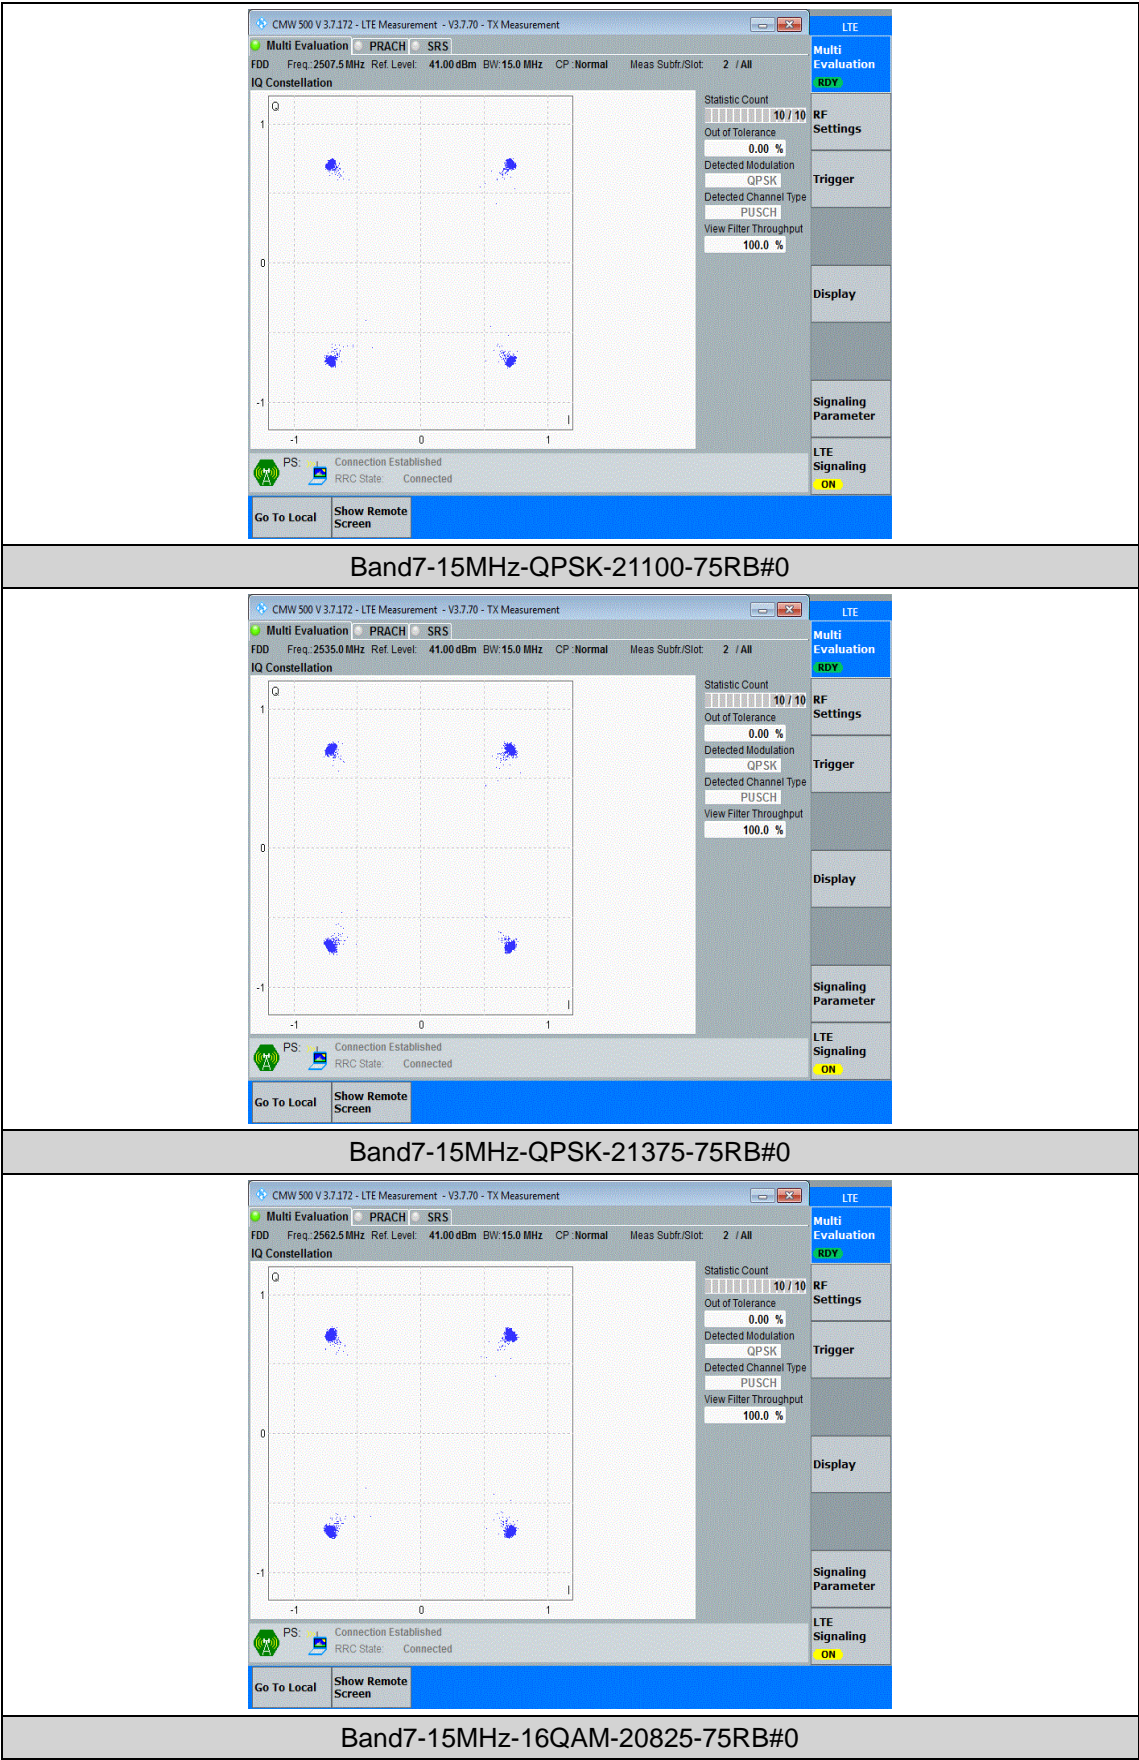 CMW 500 V 3.7.172 - LTE Measurement - V3.7.70 - TX Measurement
LTE
Multi Evaluation PRACH SRS
Multi
Evaluation
RDY
FDD Freq.: 2507.5 MHz Ref. Level: 41.00 dBm BW: 15.0 MHz CP : Normal Meas Subfr./Slot: 2 / All
IQ Constellation
Q
1
0
-1
-1 0 1
I
Statistic Count
10 / 10
Out of Tolerance
0.00 %
Detected Modulation
QPSK
Detected Channel Type
PUSCH
View Filter Throughput
100.0 %
RF
Settings
Trigger
Display
Signaling
Parameter
LTE
Signaling
ON
PS: Connection Established
RRC State: Connected
Go To Local
Show Remote
Screen
Band7-15MHz-QPSK-21100-75RB#0
CMW 500 V 3.7.172 - LTE Measurement - V3.7.70 - TX Measurement
LTE
Multi Evaluation PRACH SRS
Multi
Evaluation
RDY
FDD Freq.: 2535.0 MHz Ref. Level: 41.00 dBm BW: 15.0 MHz CP : Normal Meas Subfr./Slot: 2 / All
IQ Constellation
Q
1
0
-1
-1 0 1
I
Statistic Count
10 / 10
Out of Tolerance
0.00 %
Detected Modulation
QPSK
Detected Channel Type
PUSCH
View Filter Throughput
100.0 %
RF
Settings
Trigger
Display
Signaling
Parameter
LTE
Signaling
ON
PS: Connection Established
RRC State: Connected
Go To Local
Show Remote
Screen
Band7-15MHz-QPSK-21375-75RB#0
CMW 500 V 3.7.172 - LTE Measurement - V3.7.70 - TX Measurement
LTE
Multi Evaluation PRACH SRS
Multi
Evaluation
RDY
FDD Freq.: 2562.5 MHz Ref. Level: 41.00 dBm BW: 15.0 MHz CP : Normal Meas Subfr./Slot: 2 / All
IQ Constellation
Q
1
0
-1
-1 0 1
I
Statistic Count
10 / 10
Out of Tolerance
0.00 %
Detected Modulation
QPSK
Detected Channel Type
PUSCH
View Filter Throughput
100.0 %
RF
Settings
Trigger
Display
Signaling
Parameter
LTE
Signaling
ON
PS: Connection Established
RRC State: Connected
Go To Local
Show Remote
Screen
Band7-15MHz-16QAM-20825-75RB#0